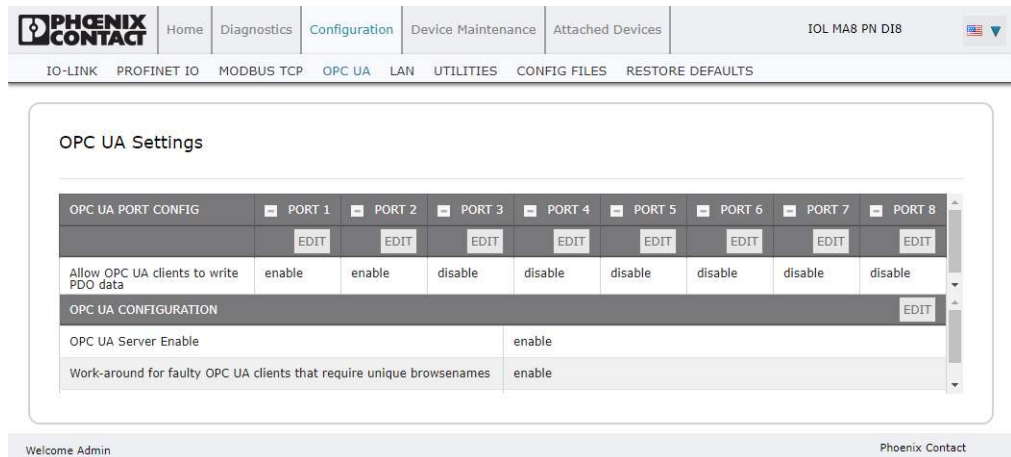 PHŒNIX CONTACT
Home Diagnostics Configuration Device Maintenance Attached Devices IOL MA8 PN DI8
IO-LINK PROFINET IO MODBUS TCP OPC UA LAN UTILITIES CONFIG FILES RESTORE DEFAULTS
OPC UA Settings
OPC UA PORT CONFIG PORT 1 PORT 2 PORT 3 PORT 4 PORT 5 PORT 6 PORT 7 PORT 8
EDIT EDIT EDIT EDIT EDIT EDIT EDIT EDIT
Allow OPC UA clients to write enable enable disable disable disable disable disable disable
PDO data
OPC UA CONFIGURATION EDIT
OPC UA Server Enable enable
Work-around for faulty OPC UA clients that require unique browsenames enable
Welcome Admin Phoenix Contact